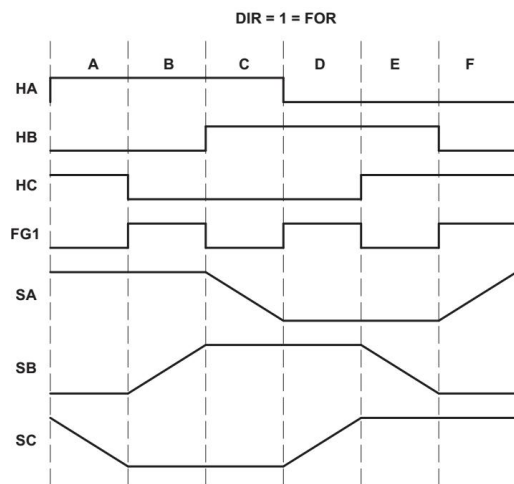 DIR = 1 = FOR
A B C D E F
HA
HB
HC
FG1
SA
SB
SC